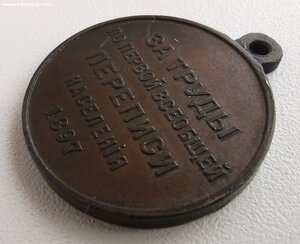 ЗА ТРУДЫ
ПО ПЕРВОЙ ВСЕОБЩЕЙ
ПЕРЕПИСИ
НАСЕЛЕНІЯ
1897